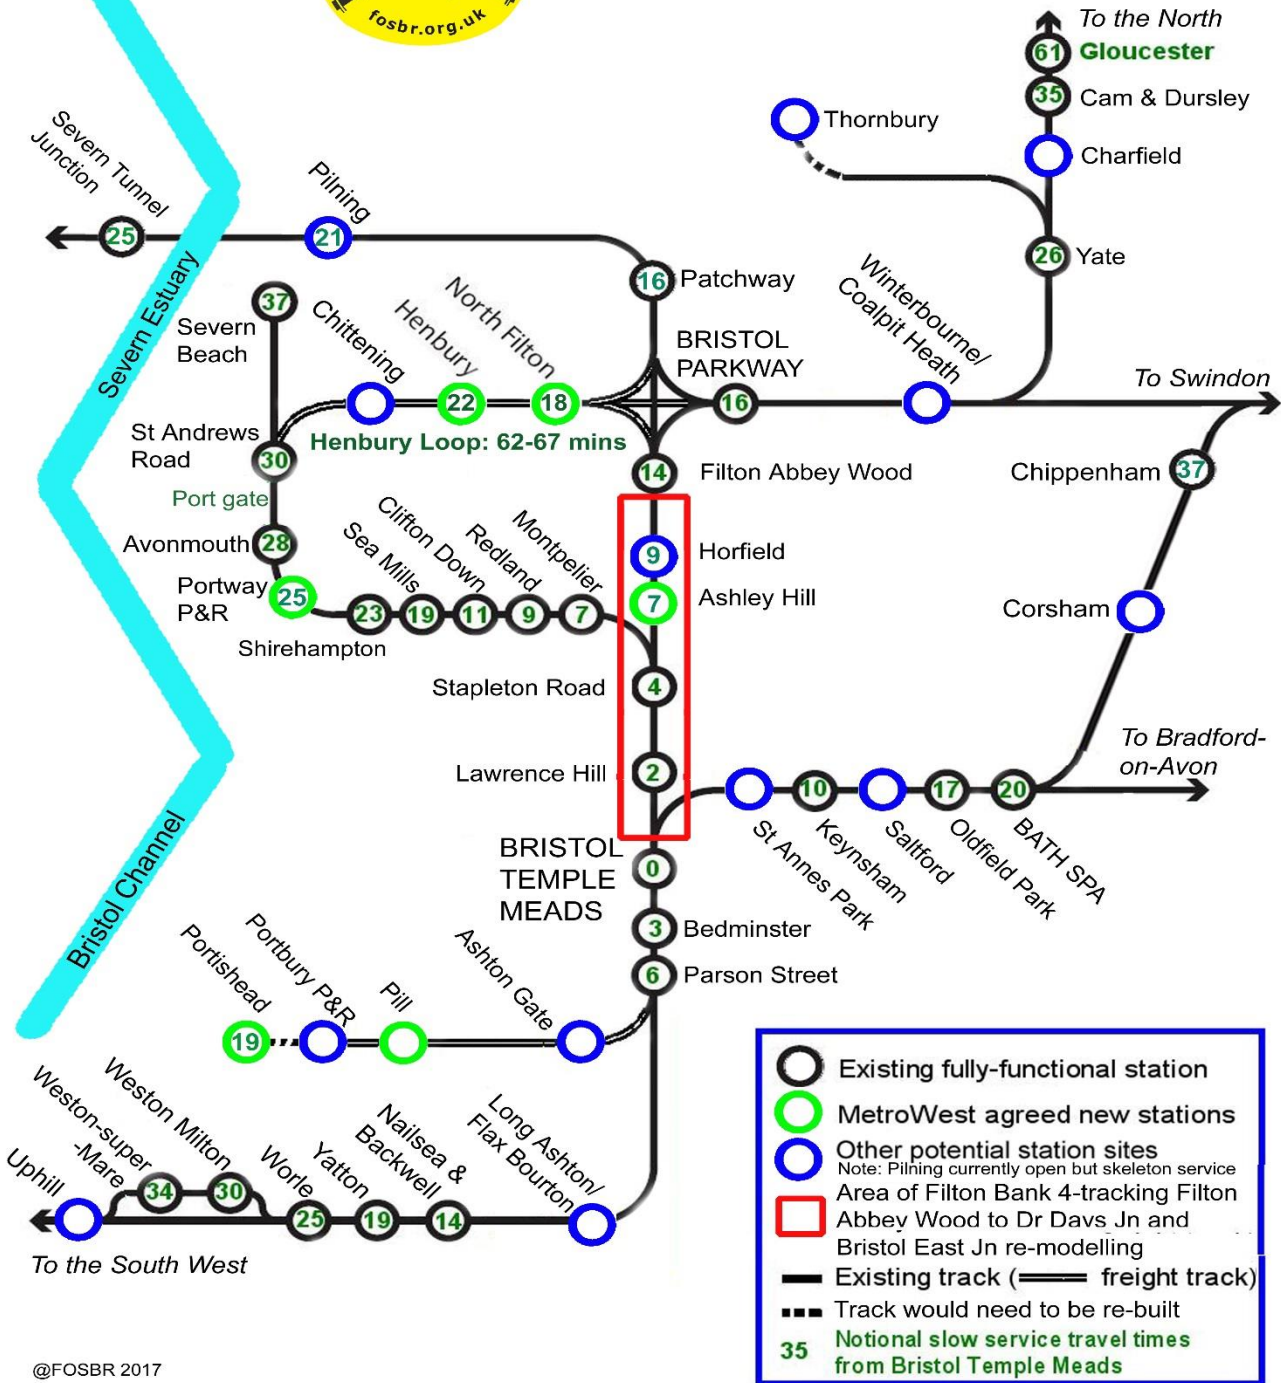 fosbr.org.uk
To the North
61 Gloucester
35 Cam & Dursley
Thornbury
Charfield
Severn Tunnel
Junction
25
Pilning
21
26 Yate
16 Patchway
Winterbourne/
Coalpit Heath
Severn Estuary
37
Severn
Beach
Chittening
Henbury
22
North Filton
18
BRISTOL
PARKWAY
16
To Swindon
Henbury Loop: 62-67 mins
St Andrews
Road
30
14 Filton Abbey Wood
Chippenham 37
Port gate
Avonmouth 28
Sea Mills
Clifton Down
Redland
Montpelier
9 Horfield
7 Ashley Hill
Portway
P&R
25
23 19 11 9 7
Shirehampton
Corsham
Stapleton Road 4
Lawrence Hill 2
To Bradford-
on-Avon
10 17 20
St Annes Park
Keynsham
Saltford
Oldfield Park
BATH SPA
BRISTOL
TEMPLE
MEADS
0
Bristol Channel
3 Bedminster
6 Parson Street
Portishead
19
Portbury P&R
Pill
Ashton Gate
Uphill
Weston-super
-Mare
34
Weston Milton
30
Worle
25
Yatton
19
Nailsea &
Backwell
14
Long Ashton/
Flax Bourton
To the South West
Existing fully-functional station
MetroWest agreed new stations
Other potential station sites
Note: Pilning currently open but skeleton service
Area of Filton Bank 4-tracking Filton
Abbey Wood to Dr Days Jn and
Bristol East Jn re-modelling
Existing track ( freight track)
Track would need to be re-built
35 Notional slow service travel times
from Bristol Temple Meads
@FOSBR 2017